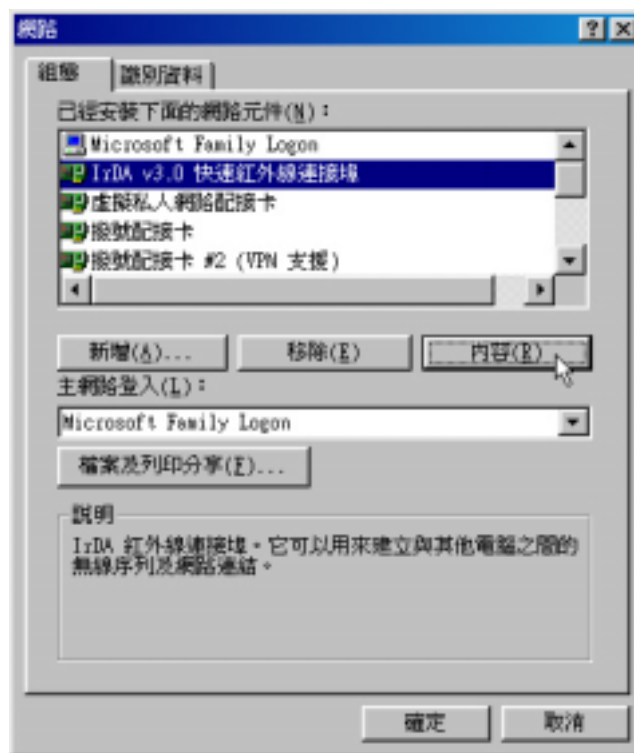 網路
組態 識別資料
已經安裝下面的網路元件(N)：
Microsoft Family Logon
IrDA v3.0 快速紅外線連接埠
虛擬私人網路配接卡
撥號配接卡
撥號配接卡 #2 (VPN 支援)
新增(A)... 移除(E) 內容(R)
主網路登入(L)：
Microsoft Family Logon
檔案及列印分享(F)...
說明
IrDA 紅外線連接埠。它可以用來建立與其他電腦之間的
無線序列及網路連結。
確定 取消